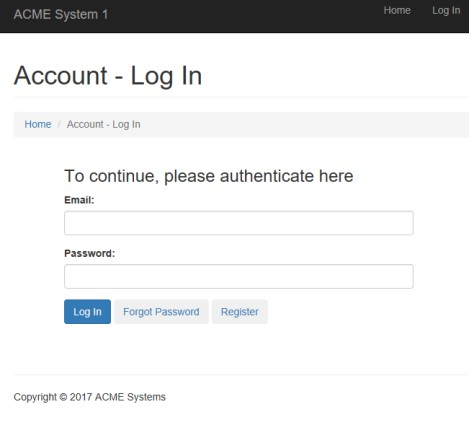 ACME System 1 Home Log In
Account - Log In
Home / Account - Log In
To continue, please authenticate here
Email:
Password:
Log In Forgot Password Register
Copyright © 2017 ACME Systems